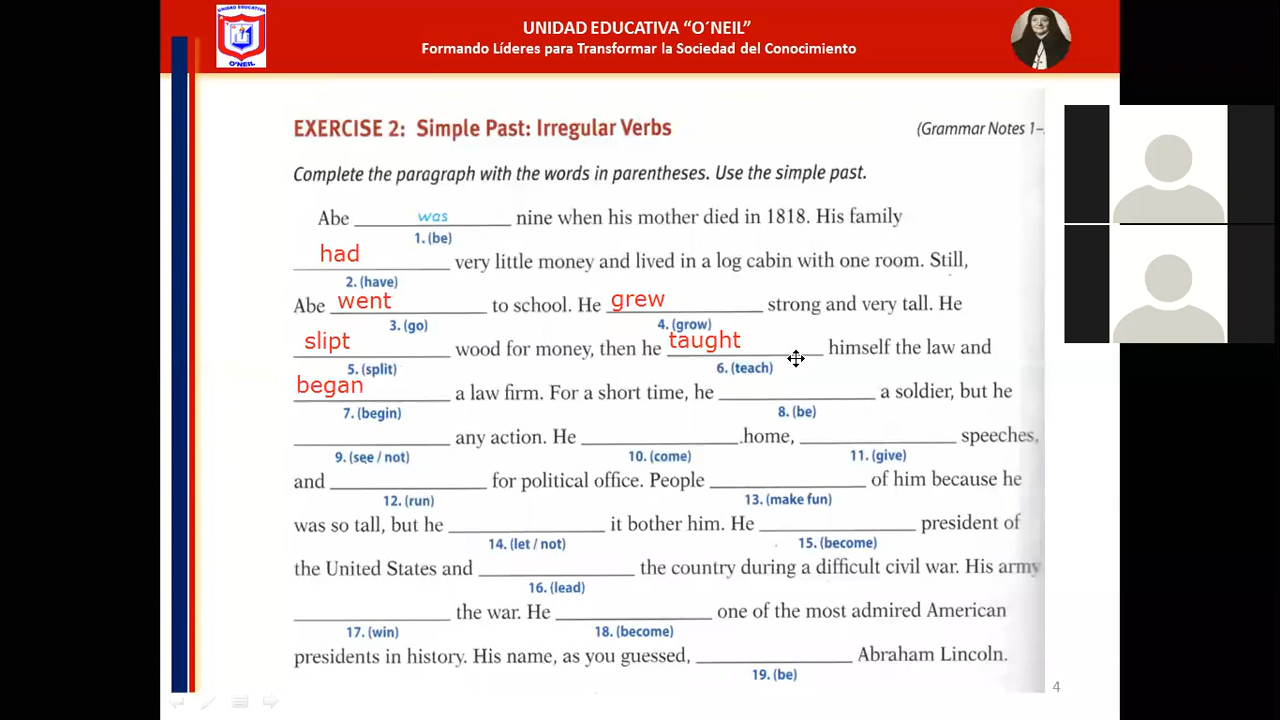 UNIDAD EDUCATIVA
O´NEIL
UNIDAD EDUCATIVA “O´NEIL”
Formando Líderes para Transformar la Sociedad del Conocimiento
EXERCISE 2: Simple Past: Irregular Verbs
(Grammar Notes 1–
Complete the paragraph with the words in parentheses. Use the simple past.
Abe was nine when his mother died in 1818. His family
1. (be)
had very little money and lived in a log cabin with one room. Still,
2. (have)
Abe went to school. He grew strong and very tall. He
3. (go) 4. (grow)
slipt wood for money, then he taught himself the law and
5. (split) 6. (teach)
began a law firm. For a short time, he ____ a soldier, but he
7. (begin) 8. (be)
____ any action. He ____ .home, ____ speeches,
9. (see / not) 10. (come) 11. (give)
and ____ for political office. People ____ of him because he
12. (run) 13. (make fun)
was so tall, but he ____ it bother him. He ____ president of
14. (let / not) 15. (become)
the United States and ____ the country during a difficult civil war. His army
16. (lead)
____ the war. He ____ one of the most admired American
17. (win) 18. (become)
presidents in history. His name, as you guessed, ____ Abraham Lincoln.
19. (be)
4